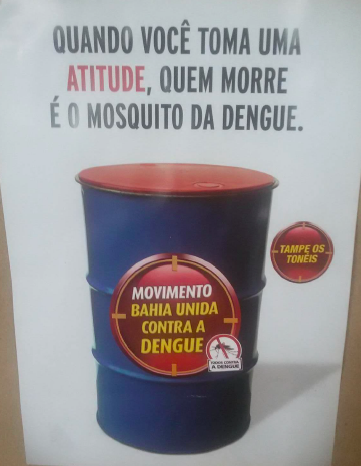 QUANDO VOCÊ TOMA UMA
ATITUDE, QUEM MORRE
É O MOSQUITO DA DENGUE.
TAMPE OS
TONÉIS
MOVIMENTO
BAHIA UNIDA
CONTRA A
DENGUE
TODOS CONTRA
A DENGUE